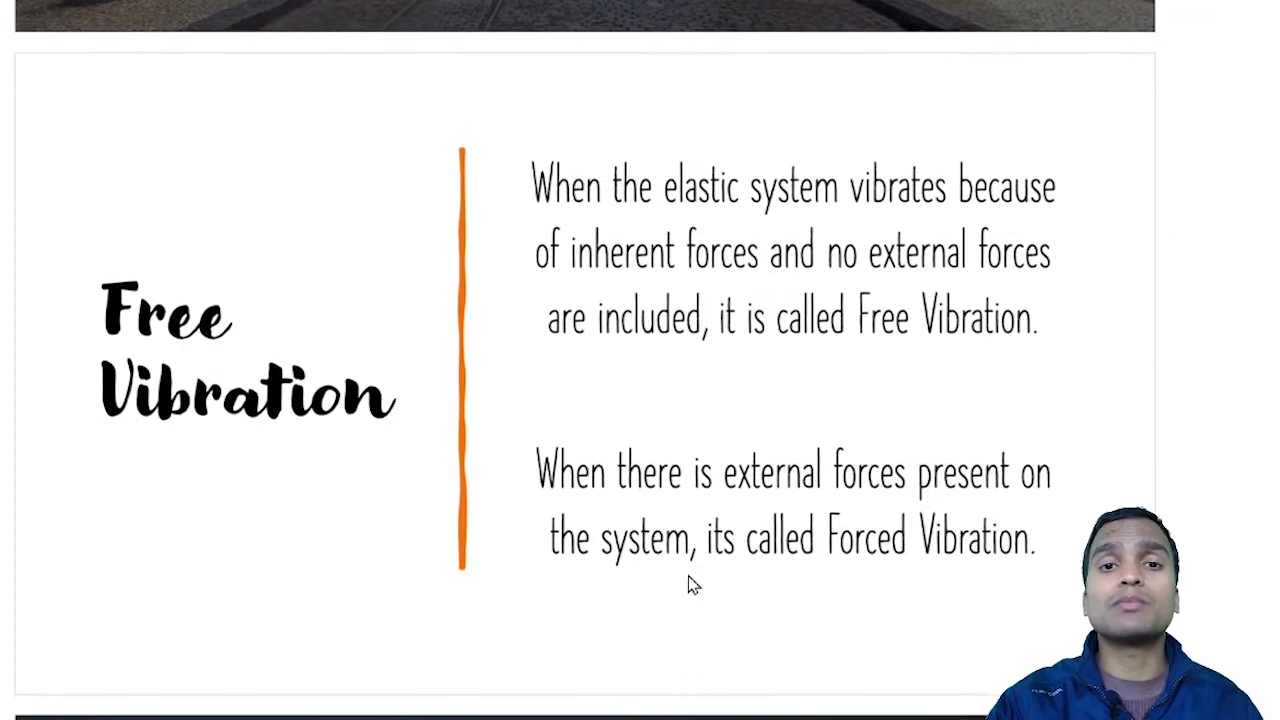 Free
Vibration
When the elastic system vibrates because
of inherent forces and no external forces
are included, it is called Free Vibration.
When there is external forces present on
the system, its called Forced Vibration.